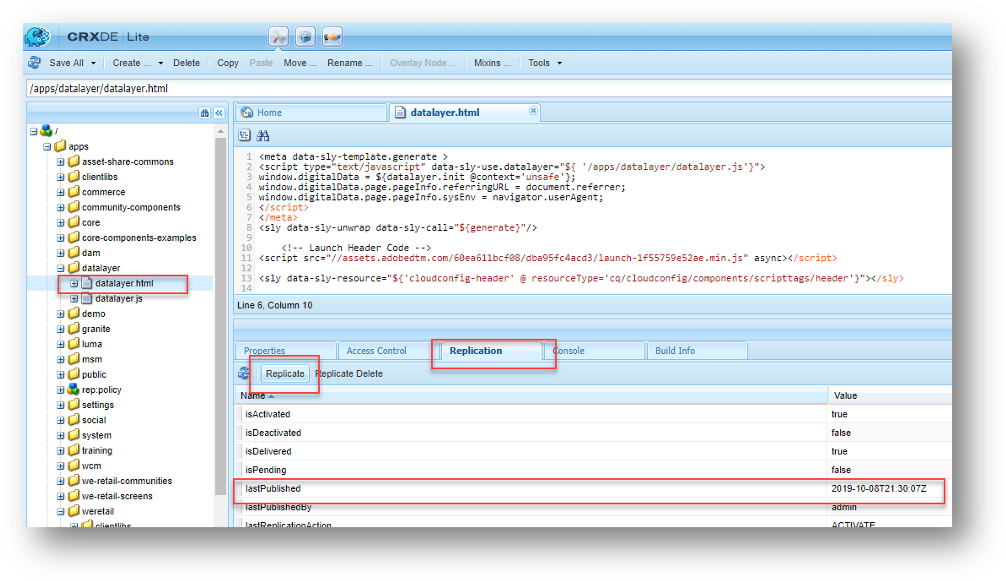 CRXDE | Lite
Save All Create ... Delete Copy Paste Move ... Rename ... Overlay Node ... Mixins ... Tools
/apps/datalayer/datalayer.html
/
apps
asset-share-commons
clientlibs
commerce
community-components
core
core-components-examples
dam
datalayer
datalayer.html
datalayer.js
demo
granite
luma
msm
public
rep:policy
settings
social
system
training
wcm
we-retail-communities
we-retail-screens
weretail
clientlibs
Home datalayer.html
1 <meta data-sly-template.generate >
2 <script type="text/javascript" data-sly-use.datalayer="${ '/apps/datalayer/datalayer.js'}">
3 window.digitalData = ${datalayer.init @context='unsafe'};
4 window.digitalData.page.pageInfo.referringURL = document.referrer;
5 window.digitalData.page.pageInfo.sysEnv = navigator.userAgent;
6 </script>
7 </meta>
8 <sly data-sly-unwrap data-sly-call="${generate}"/>
9
10 <!-- Launch Header Code -->
11 <script src="//assets.adobedtm.com/60ea611bcf08/dba95fc4acd3/launch-1f55759e52ae.min.js" async></script>
12
13 <sly data-sly-resource="${'cloudconfig-header' @ resourceType='cq/cloudconfig/components/scripttags/header'}"></sly>
14
Line 6, Column 10
Properties Access Control Replication Console Build Info
Replicate Replicate Delete
Name Value
isActivated true
isDeactivated false
isDelivered true
isPending false
lastPublished 2019-10-08T21:30:07Z
lastPublishedBy admin
lastReplicationAction ACTIVATE